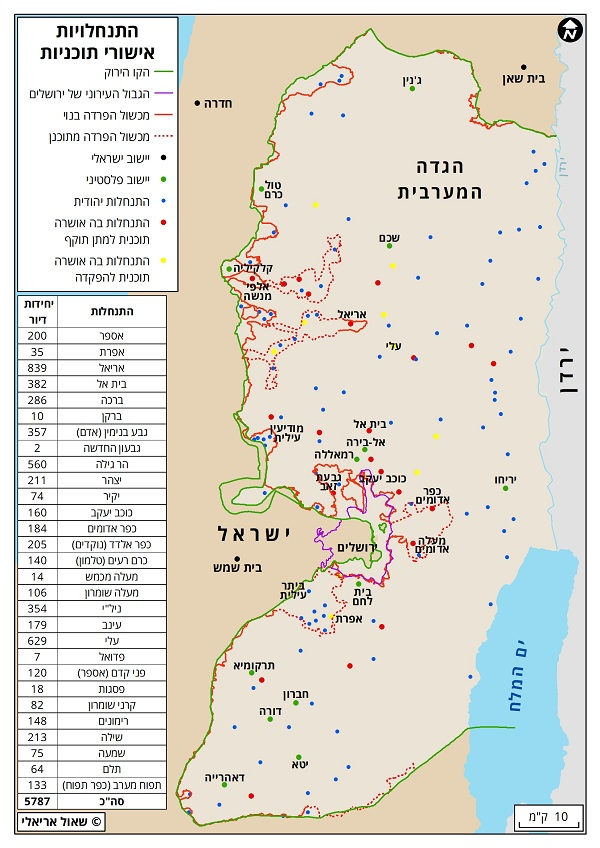 התנחלויות
אישורי תוכניות
הקו הירוק
הגבול העירוני של ירושלים
מכשול הפרדה בנוי
מכשול הפרדה מתוכנן
יישוב ישראלי
יישוב פלסטיני
התנחלות יהודית
התנחלות בה אושרה
תוכנית למתן תוקף
התנחלות בה אושרה
תוכנית להפקדה
התנחלות יחידות
דיור
אספר 200
אפרת 35
אריאל 839
בית אל 382
ברכה 286
ברקן 10
גבע בנימין (אדם) 357
גבעון החדשה 2
הר גילה 560
יצהר 211
יקיר 74
כוכב יעקב 160
כפר אדומים 184
כפר אלדד (נוקדים) 205
כרם רעים (טלמון) 140
מעלה מכמש 14
מעלה שומרון 106
ניל"י 354
עינב 179
עלי 629
פדואל 7
פני קדם (אספר) 120
פסגות 18
קרני שומרון 82
רימונים 148
שילה 213
שמעה 75
תלם 64
תפוח מערב (כפר תפוח) 133
סה"כ 5787
© שאול אריאלי
N
בית שאן
ג'נין
חדרה
ירדן
הגדה
המערבית
טול
כרם
שכם
קלקיליה
אלפי
מנשה
אריאל
עלי
ירדן
מודיעין
עילית
בית אל
אל-בירה
רמאללה
גבעת
זאב
כוכב יעקב
כפר
אדומים
יריחו
ישראל
ירושלים
מעלה
אדומים
בית שמש
ביתר
עילית
בית
לחם
אפרת
תרקומיא
חברון
דורה
יטא
דאהרייה
ים המלח
10 ק"מ